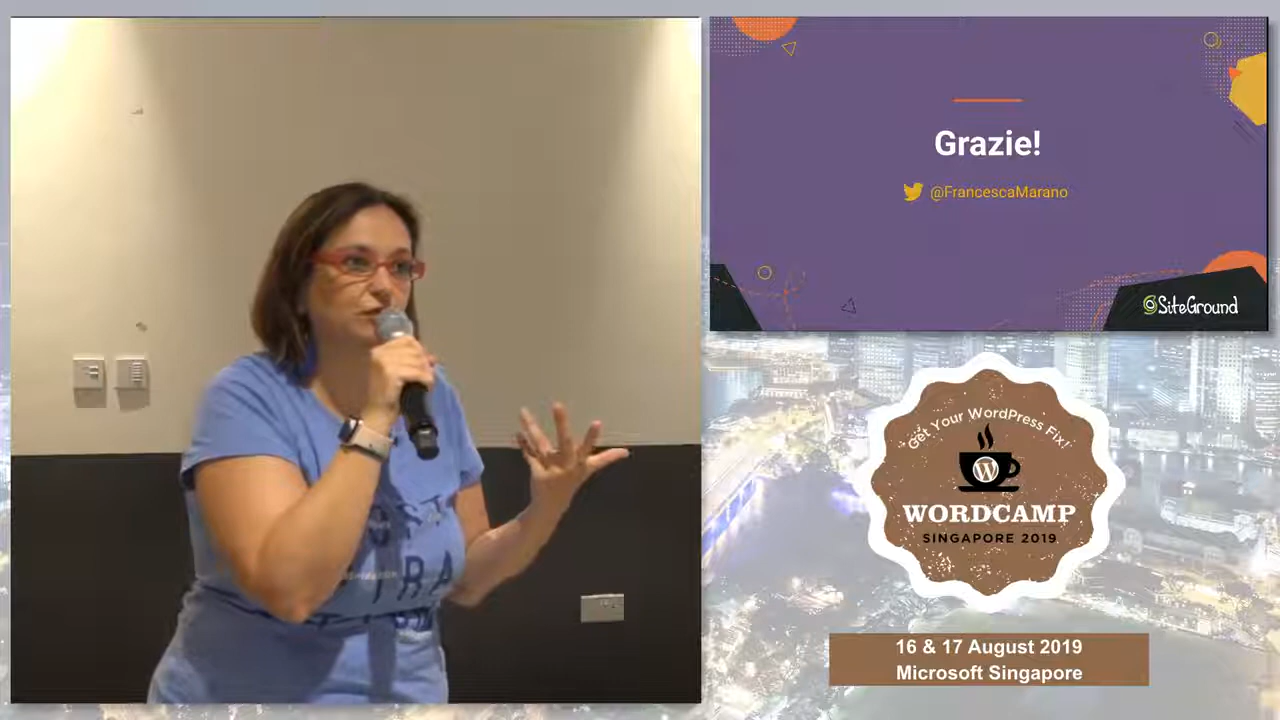 Grazie!
@FrancescaMarano
SiteGround
Get Your WordPress Fix!
W
WORDCAMP
SINGAPORE 2019
16 & 17 August 2019
Microsoft Singapore